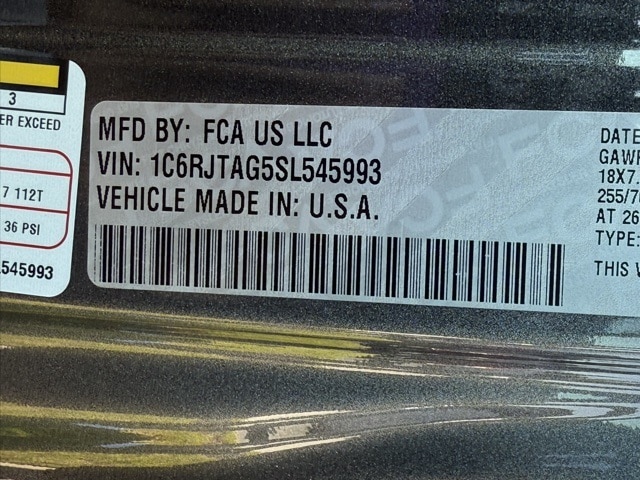 3
ER EXCEED
7 112T
36 PSI
545993
MFD BY: FCA US LLC
VIN: 1C6RJTAG5SL545993
VEHICLE MADE IN: U.S.A.
DATE
GAWR
18X7.
255/70
AT 26
TYPE:
THIS V